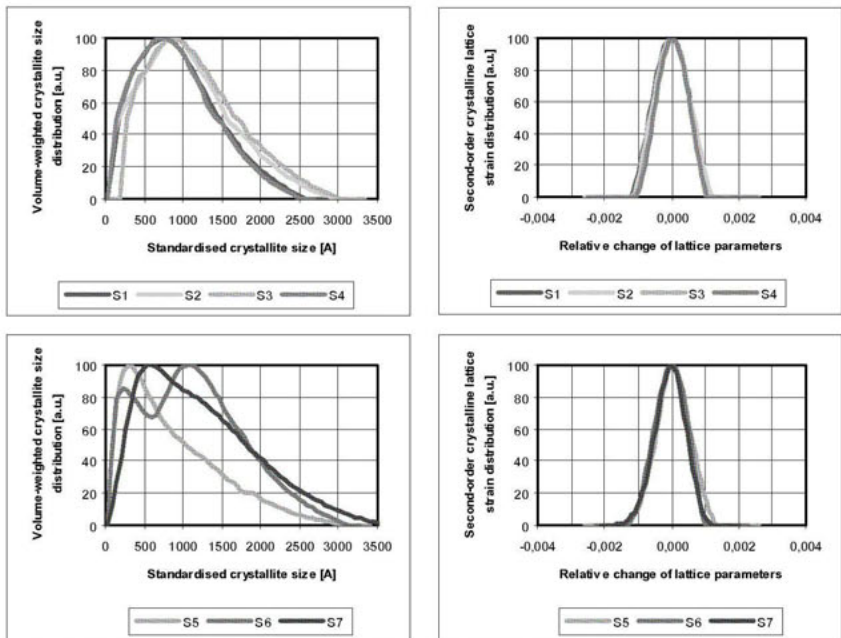 Volume-weighted crystallite size
distribution [a.u.]
100
80
60
40
20
0
0 500 1000 1500 2000 2500 3000 3500
Standardised crystallite size [A]
S1 S2 S3 S4
Second-order crystalline lattice
strain distribution [a.u.]
100
80
60
40
20
0
-0,004 -0,002 0,000 0,002 0,004
Relative change of lattice parameters
S1 S2 S3 S4
Volume-weighted crystallite size
distribution [a.u.]
100
80
60
40
20
0
0 500 1000 1500 2000 2500 3000 3500
Standardised crystallite size [A]
S5 S6 S7
Second-order crystalline lattice
strain distribution [a.u.]
100
80
60
40
20
0
-0,004 -0,002 0,000 0,002 0,004
Relative change of lattice parameters
S5 S6 S7